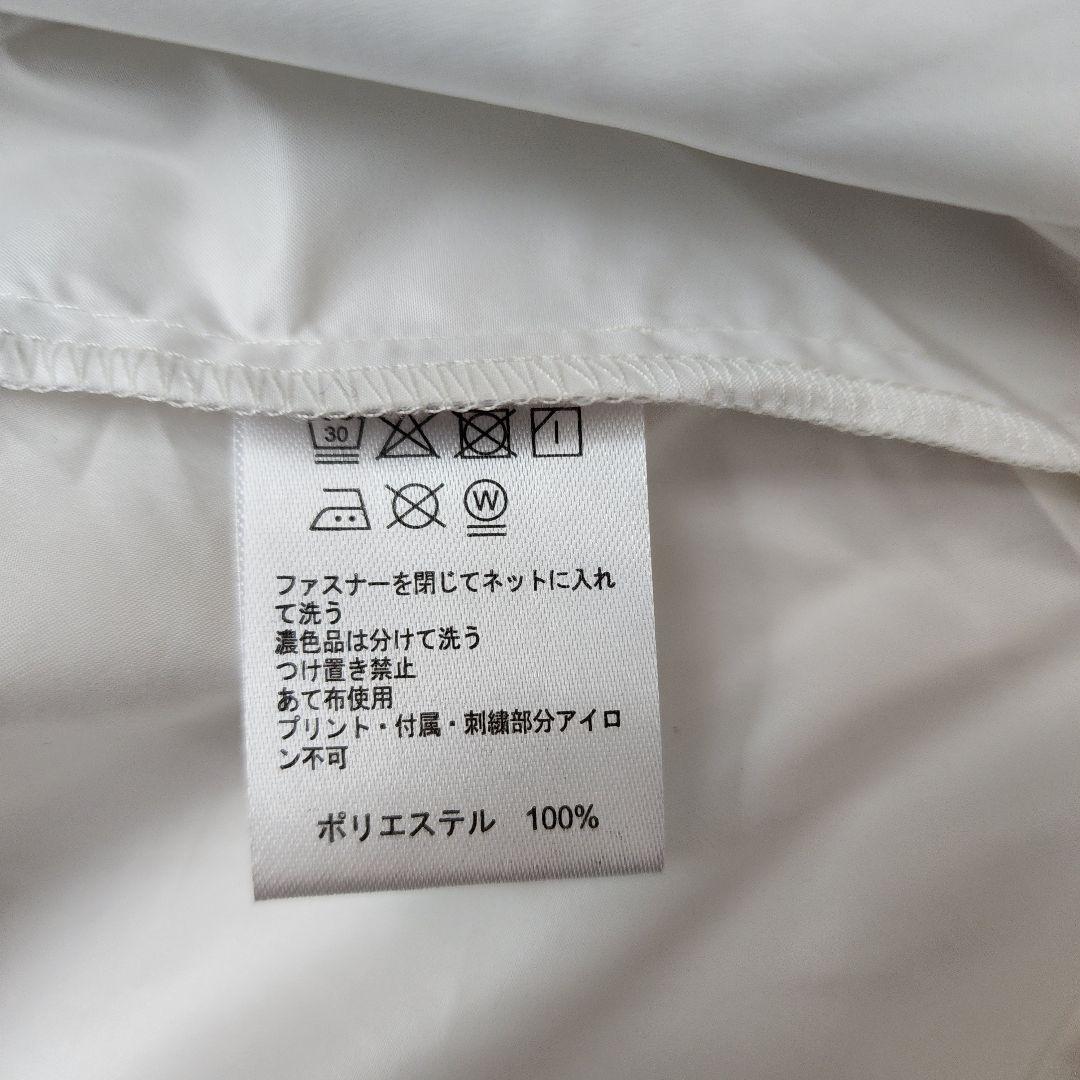 30
W
ファスナーを閉じてネットに入れ
て洗う
濃色品は分けて洗う
つけ置き禁止
あて布使用
プリント・付属・刺繍部分アイロ
ン不可
ポリエステル 100%